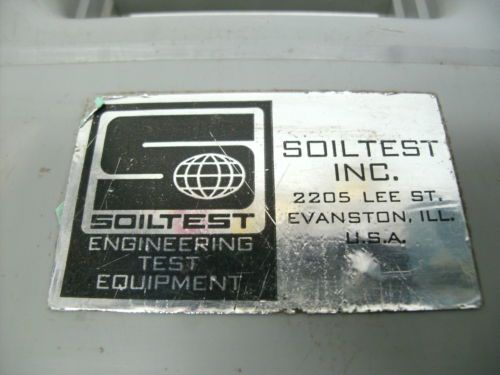 SOILTEST
ENGINEERING
TEST
EQUIPMENT
SOILTEST
INC.
2205 LEE ST.
EVANSTON, ILL.
U.S.A.